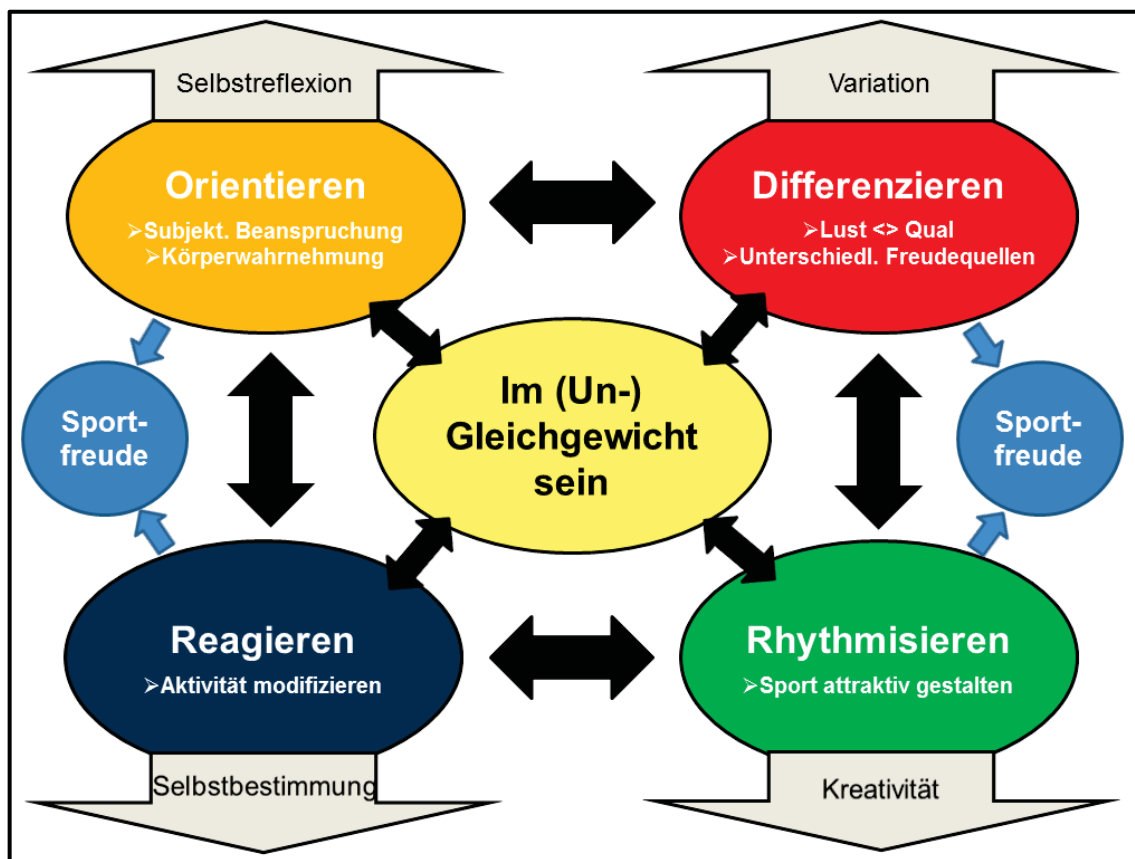 Selbstreflexion
Variation
Orientieren
➢Subjekt. Beanspruchung
➢Körperwahrnehmung
Differenzieren
➢Lust <> Qual
➢Unterschiedl. Freudequellen
Sport-
freude
Im (Un-)
Gleichgewicht
sein
Sport-
freude
Reagieren
➢Aktivität modifizieren
Rhythmisieren
➢Sport attraktiv gestalten
Selbstbestimmung
Kreativität